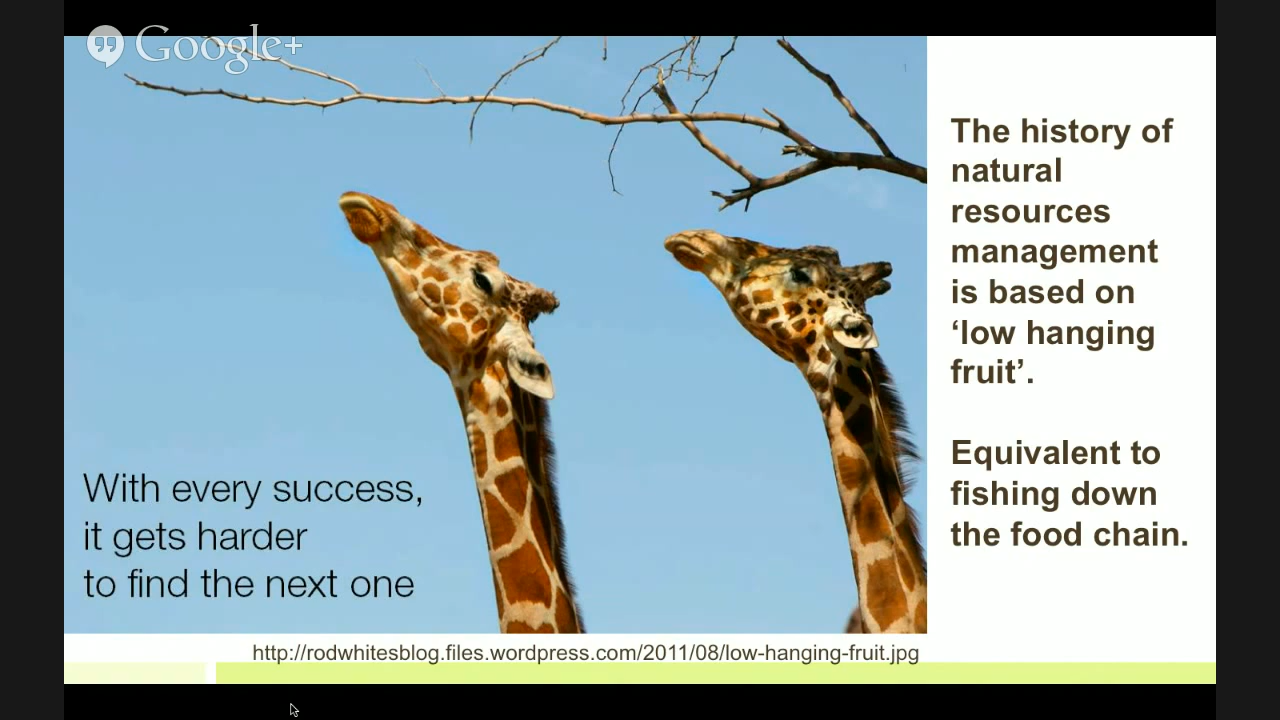 Google+
The history of
natural
resources
management
is based on
‘low hanging
fruit’.
Equivalent to
fishing down
the food chain.
With every success,
it gets harder
to find the next one
http://rodwhitesblog.files.wordpress.com/2011/08/low-hanging-fruit.jpg